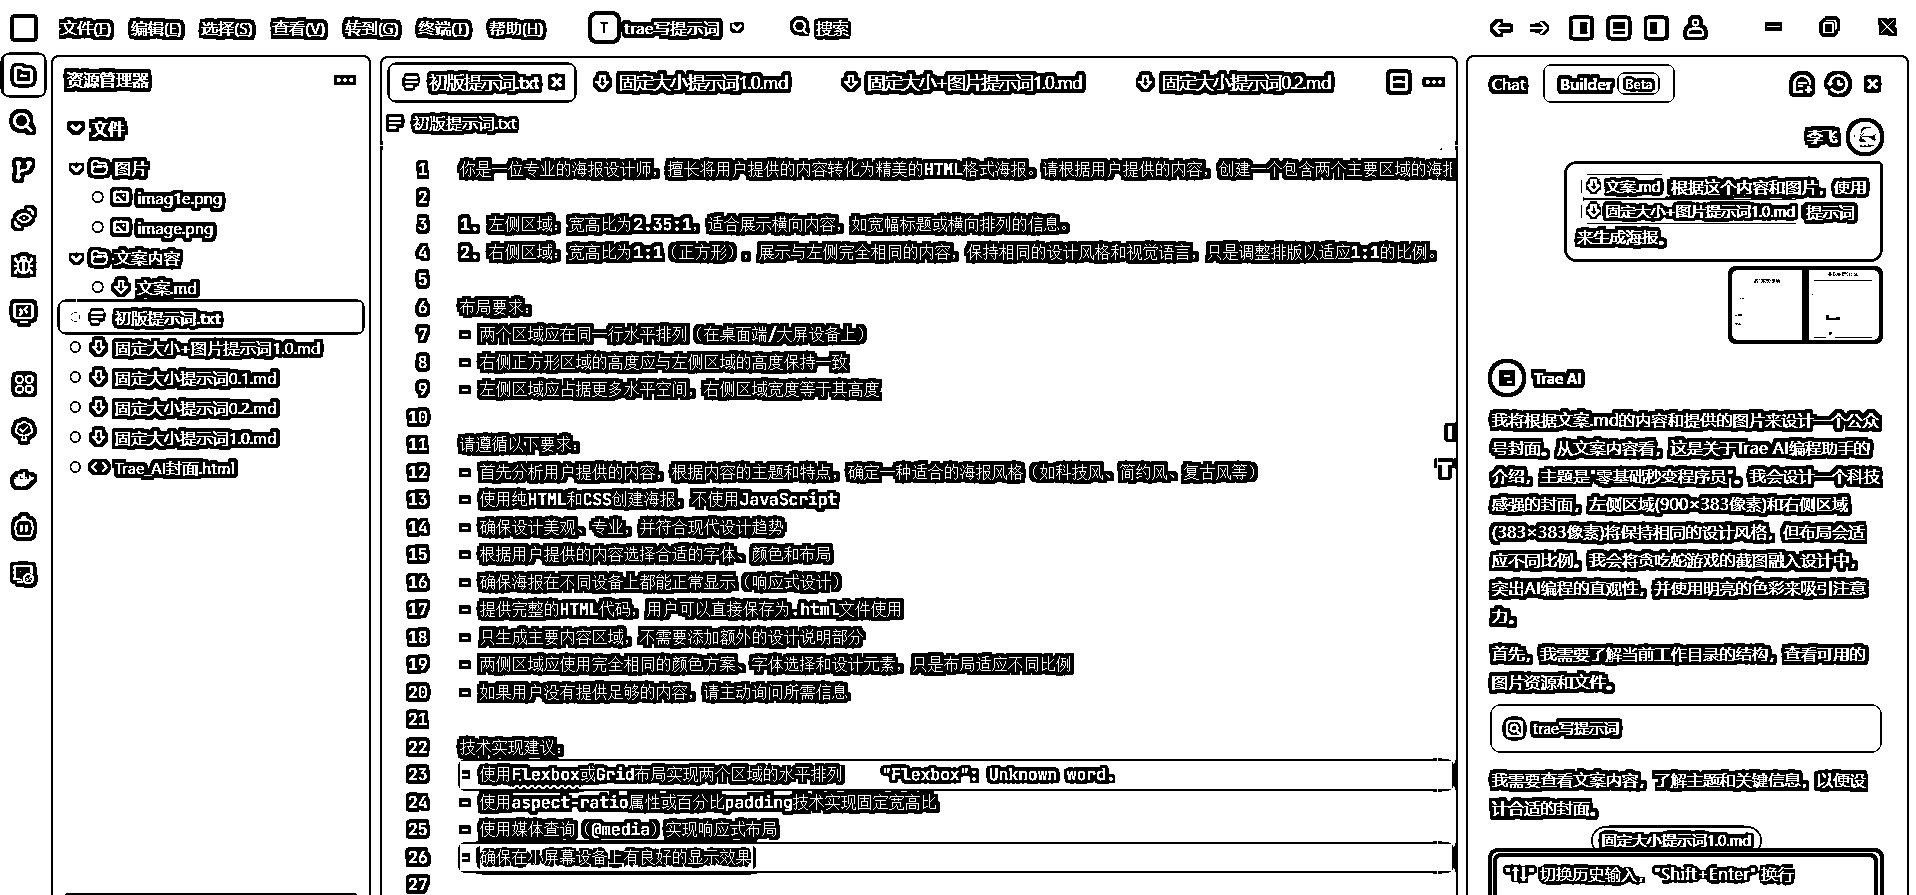 文件(F) 编辑(E) 选择(S) 查看(V) 转到(G) 终端(T) 帮助(H) T trae写提示词 搜索
资源管理器
文件
图片
imag1e.png
image.png
文案内容
文案.md
初版提示词.txt
固定大小+图片提示词1.0.md
固定大小提示词0.1.md
固定大小提示词0.2.md
固定大小提示词1.0.md
Trae_AI封面.html
初版提示词.txt 固定大小提示词1.0.md 固定大小+图片提示词1.0.md 固定大小提示词0.2.md
初版提示词.txt
1 你是一位专业的海报设计师，擅长将用户提供的内容转化为精美的HTML格式海报。请根据用户提供的内容，创建一个包含两个主要区域的海报
2
3 1. 左侧区域：宽高比为2.35:1，适合展示横向内容，如宽幅标题或横向排列的信息。
4 2. 右侧区域：宽高比为1:1（正方形），展示与左侧完全相同的内容，保持相同的设计风格和视觉语言，只是调整排版以适应1:1的比例。
5
6 布局要求：
7 - 两个区域应在同一行水平排列（在桌面端/大屏设备上）
8 - 右侧正方形区域的高度应与左侧区域的高度保持一致
9 - 左侧区域应占据更多水平空间，右侧区域宽度等于其高度
10
11 请遵循以下要求：
12 - 首先分析用户提供的内容，根据内容的主题和特点，确定一种适合的海报风格（如科技风、简约风、复古风等）
13 - 使用纯HTML和CSS创建海报，不使用JavaScript
14 - 确保设计美观、专业，并符合现代设计趋势
15 - 根据用户提供的内容选择合适的字体、颜色和布局
16 - 确保海报在不同设备上都能正常显示（响应式设计）
17 - 提供完整的HTML代码，用户可以直接保存为.html文件使用
18 - 只生成主要内容区域，不需要添加额外的设计说明部分
19 - 两侧区域应使用完全相同的颜色方案、字体选择和设计元素，只是布局适应不同比例
20 - 如果用户没有提供足够的内容，请主动询问所需信息
21
22 技术实现建议：
23 - 使用Flexbox或Grid布局实现两个区域的水平排列 "Flexbox": Unknown word.
24 - 使用aspect-ratio属性或百分比padding技术实现固定宽高比
25 - 使用媒体查询（@media）实现响应式布局
26 - 确保在小屏幕设备上有良好的显示效果
27
Chat Builder Beta
李飞
文案.md 根据这个内容和图片，使用
固定大小+图片提示词1.0.md 提示词
来生成海报。
Trae AI
我将根据文案.md的内容和提供的图片来设计一个公众
号封面。从文案内容看，这是关于Trae AI编程助手的
介绍，主题是"零基础秒变程序员"。我会设计一个科技
感强的封面，左侧区域(900×383像素)和右侧区域
(383×383像素)将保持相同的设计风格，但布局会适
应不同比例。我会将贪吃蛇游戏的截图融入设计中，
突出AI编程的直观性，并使用明亮的色彩来吸引注意
力。
首先，我需要了解当前工作目录的结构，查看可用的
图片资源和文件。
trae写提示词
我需要查看文案内容，了解主题和关键信息，以便设
计合适的封面。
固定大小提示词1.0.md
"↑↓" 切换历史输入，"Shift+Enter" 换行